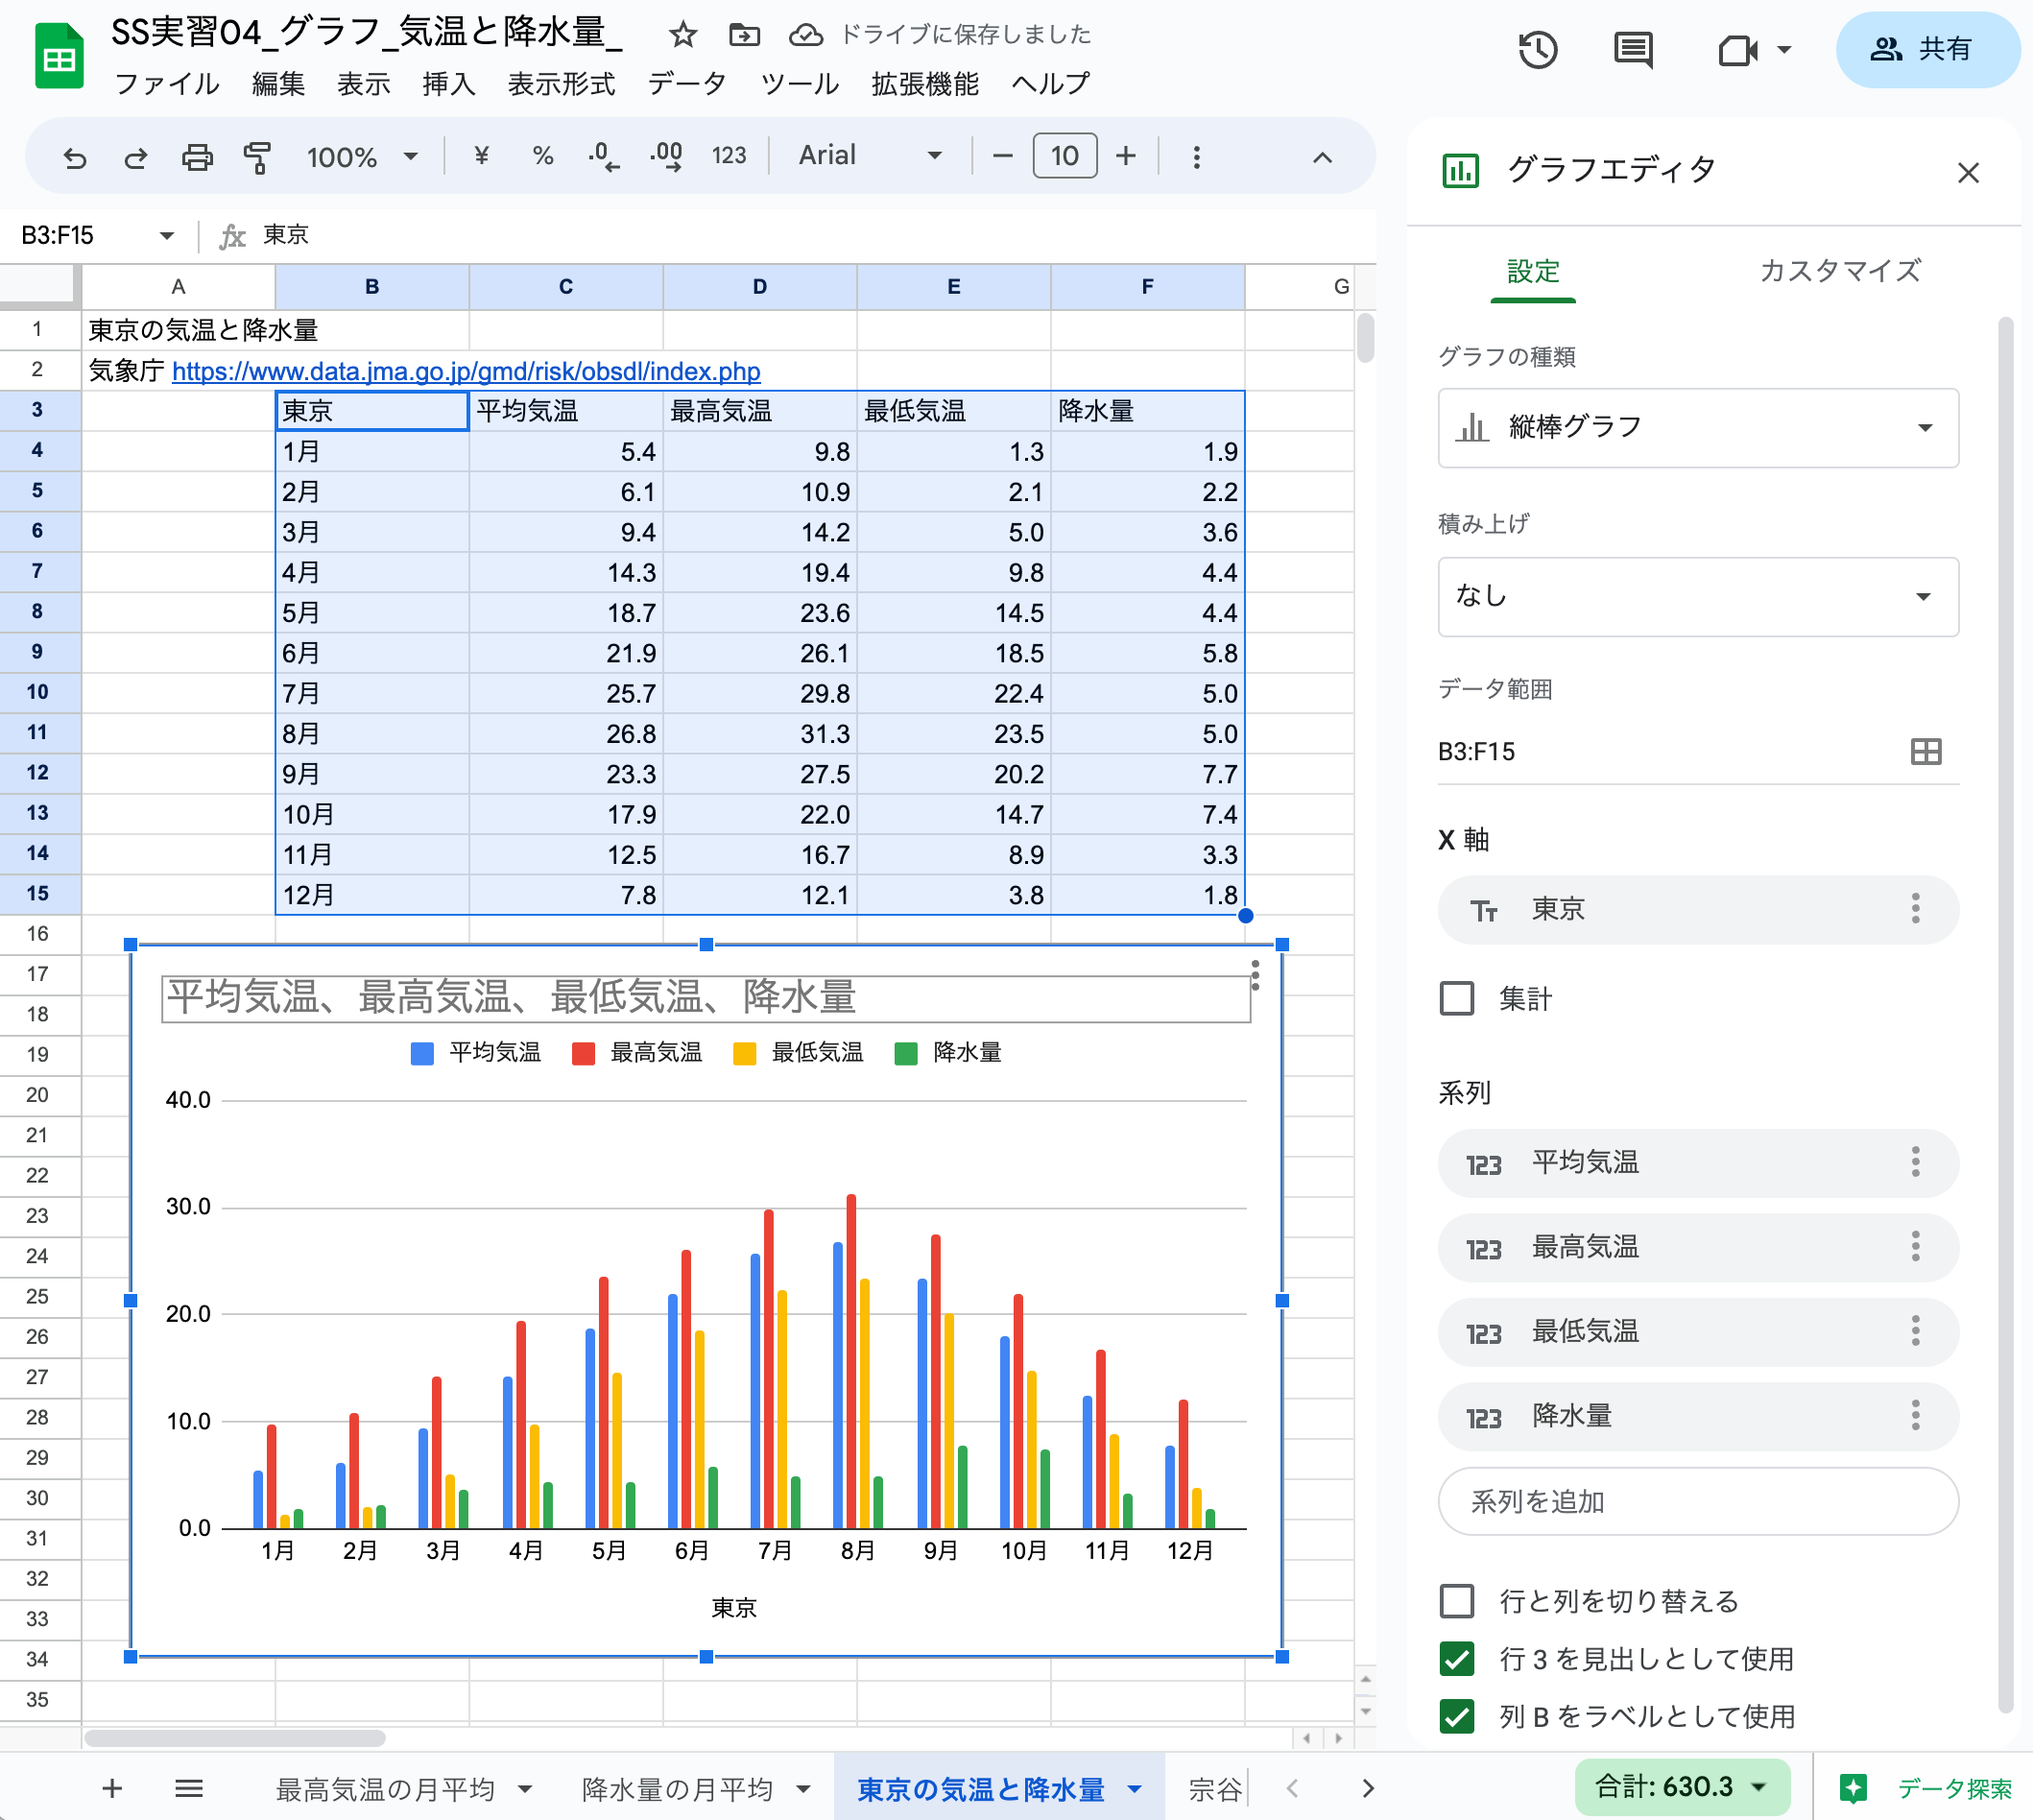 SS実習04_グラフ_気温と降水量_
ドライブに保存しました
共有
ファイル 編集 表示 挿入 表示形式 データ ツール 拡張機能 ヘルプ
100% ¥ % .0 .00 123 Arial 10
B3:F15 fx 東京
A B C D E F G
1 東京の気温と降水量
2 気象庁 https://www.data.jma.go.jp/gmd/risk/obsdl/index.php
3 東京 平均気温 最高気温 最低気温 降水量
4 1月 5.4 9.8 1.3 1.9
5 2月 6.1 10.9 2.1 2.2
6 3月 9.4 14.2 5.0 3.6
7 4月 14.3 19.4 9.8 4.4
8 5月 18.7 23.6 14.5 4.4
9 6月 21.9 26.1 18.5 5.8
10 7月 25.7 29.8 22.4 5.0
11 8月 26.8 31.3 23.5 5.0
12 9月 23.3 27.5 20.2 7.7
13 10月 17.9 22.0 14.7 7.4
14 11月 12.5 16.7 8.9 3.3
15 12月 7.8 12.1 3.8 1.8
16
17
18
19
20
21
22
23
24
25
26
27
28
29
30
31
32
33
34
35
平均気温、最高気温、最低気温、降水量
平均気温 最高気温 最低気温 降水量
40.0
30.0
20.0
10.0
0.0
1月 2月 3月 4月 5月 6月 7月 8月 9月 10月 11月 12月
東京
グラフエディタ
設定 カスタマイズ
グラフの種類
縦棒グラフ
積み上げ
なし
データ範囲
B3:F15
X 軸
Tт 東京
集計
系列
123 平均気温
123 最高気温
123 最低気温
123 降水量
系列を追加
行と列を切り替える
行 3 を見出しとして使用
列 B をラベルとして使用
最高気温の月平均 降水量の月平均 東京の気温と降水量 宗谷
合計: 630.3
データ探索